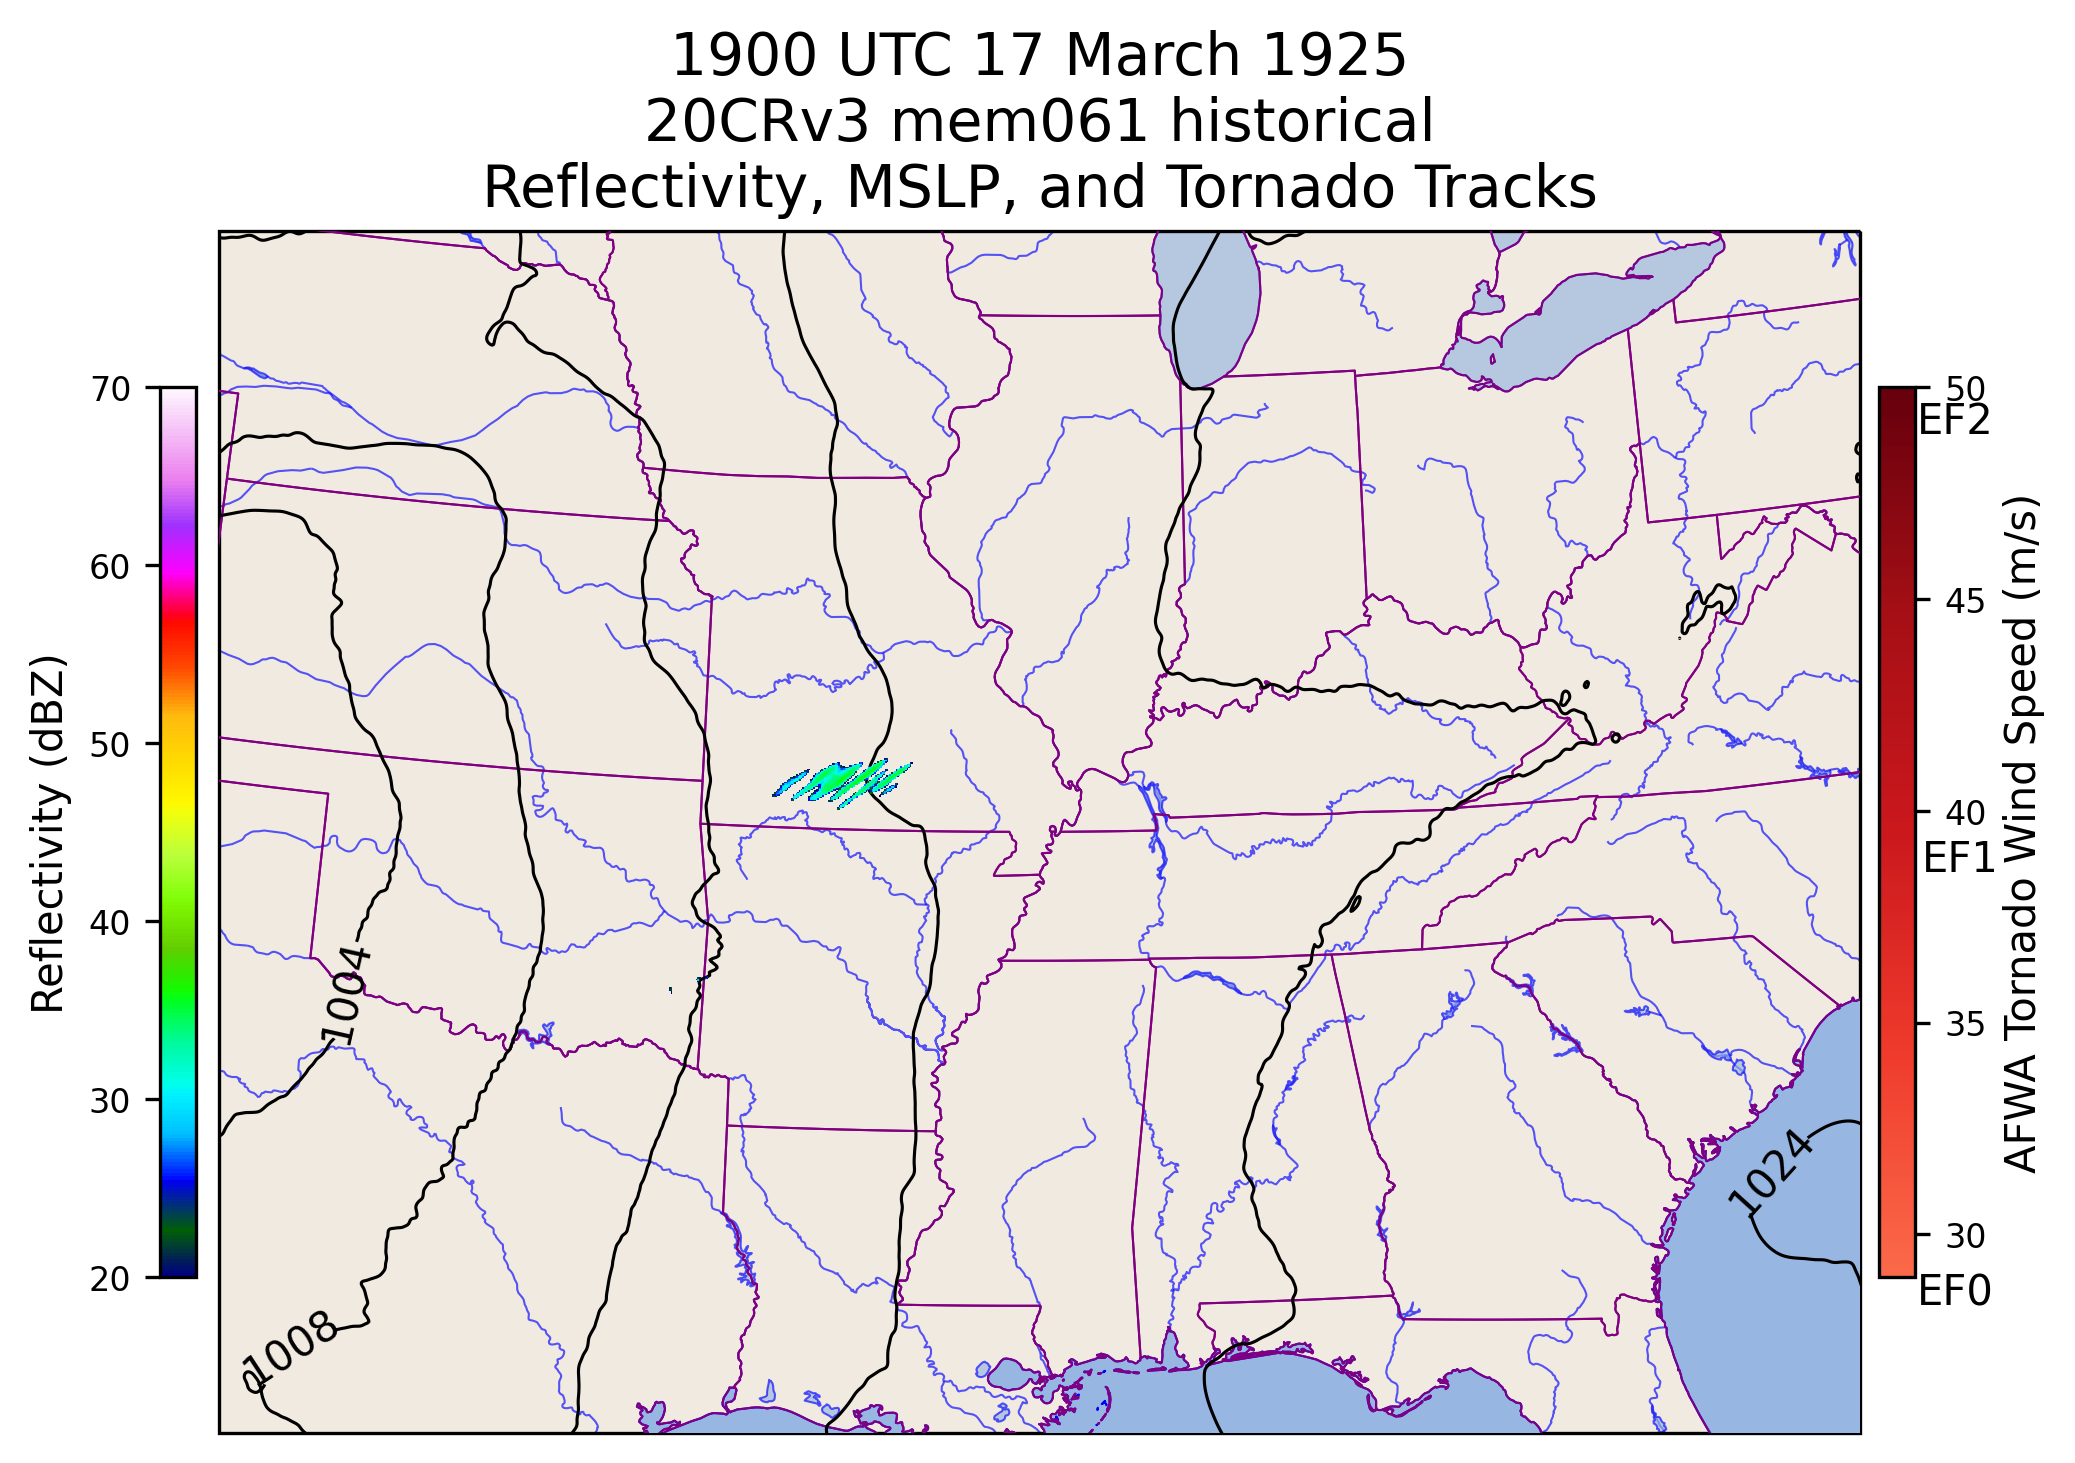 1900 UTC 17 March 1925
20CRv3 mem061 historical
Reflectivity, MSLP, and Tornado Tracks
70
60
50
40
30
20
Reflectivity (dBZ)
1004
1008
1024
50
EF2
45
40
EF1
35
30
EF0
AFWA Tornado Wind Speed (m/s)